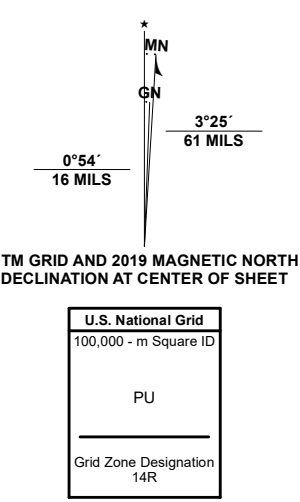 ★
MN
GN
3°25´
61 MILS
0°54´
16 MILS
TM GRID AND 2019 MAGNETIC NORTH
DECLINATION AT CENTER OF SHEET
U.S. National Grid
100,000 - m Square ID
PU
Grid Zone Designation
14R